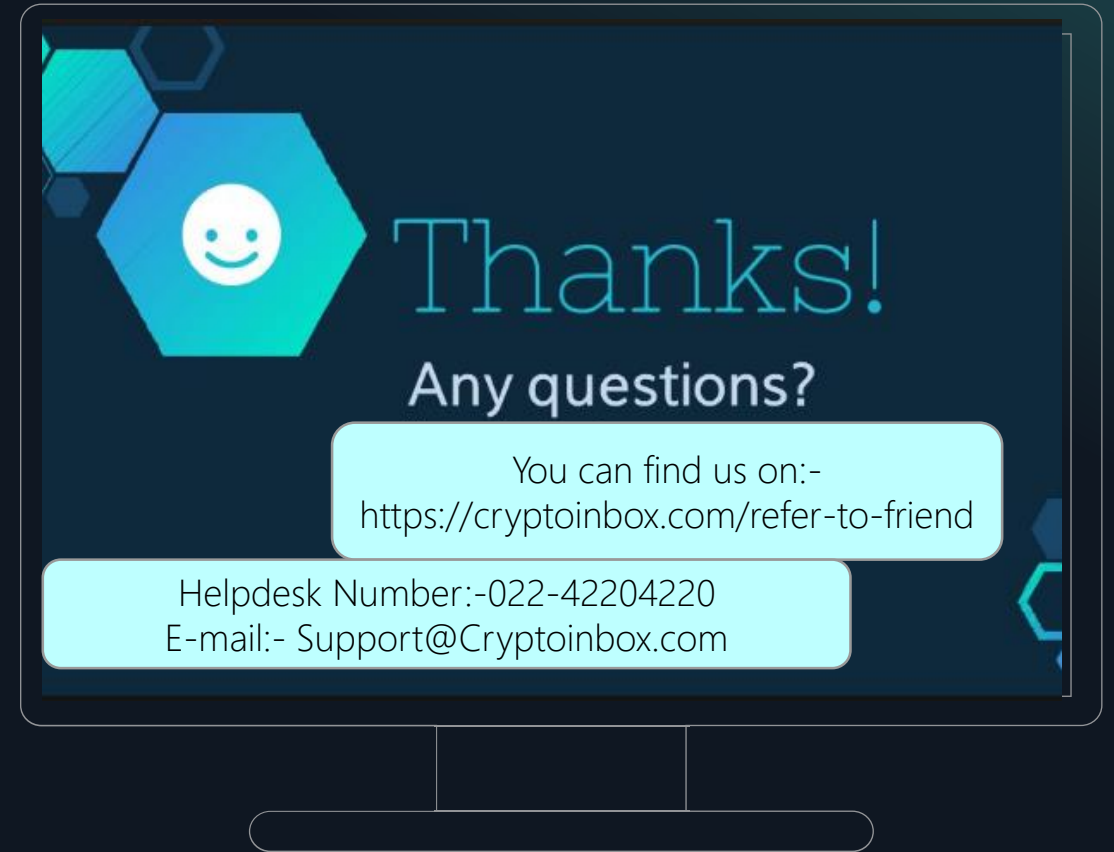 Thanks!
Any questions?
You can find us on:-
https://cryptoinbox.com/refer-to-friend
Helpdesk Number:-022-42204220
E-mail:- Support@Cryptoinbox.com